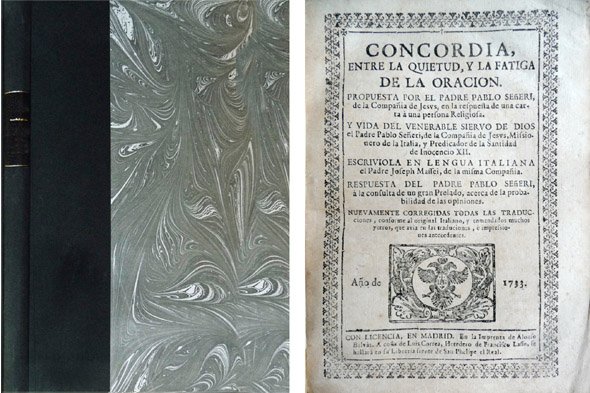 CONCORDIA,
ENTRE LA QUIETUD, Y LA FATIGA
DE LA ORACION.
PROPUESTA POR EL PADRE PABLO SEÑERI,
de la Compañia de Jesvs, en la respuesta de una car-
ta à una persona Religiosa.
Y VIDA DEL VENERABLE SIERVO DE DIOS
el Padre Pablo Señeri, de la Compañia de Jesvs, Missio-
nero de la Italia, y Predicador de la Santidad
de Inocencio XII.
ESCRIVIOLA EN LENGUA ITALIANA
el Padre Joseph Massei, de la misma Compañia.
RESPUESTA DEL PADRE PABLO SEÑERI,
à la consulta de un gran Prelado, acerca de la proba-
bilidad de las opiniones.
NUEVAMENTE CORREGIDAS TODAS LAS TRADUC-
ciones, conforme al original Italiano, y enmendados muchos
yerros, que avia en las traduciones, è impressio-
nes antecedentes.
Año de 1733.
CON LICENCIA, EN MADRID. En la Imprenta de Alonso
Balvàs. A costa de Luis Correa, Heredero de Francisco Laso, se
hallarà en su Libreria frente de San Phelipe el Real.